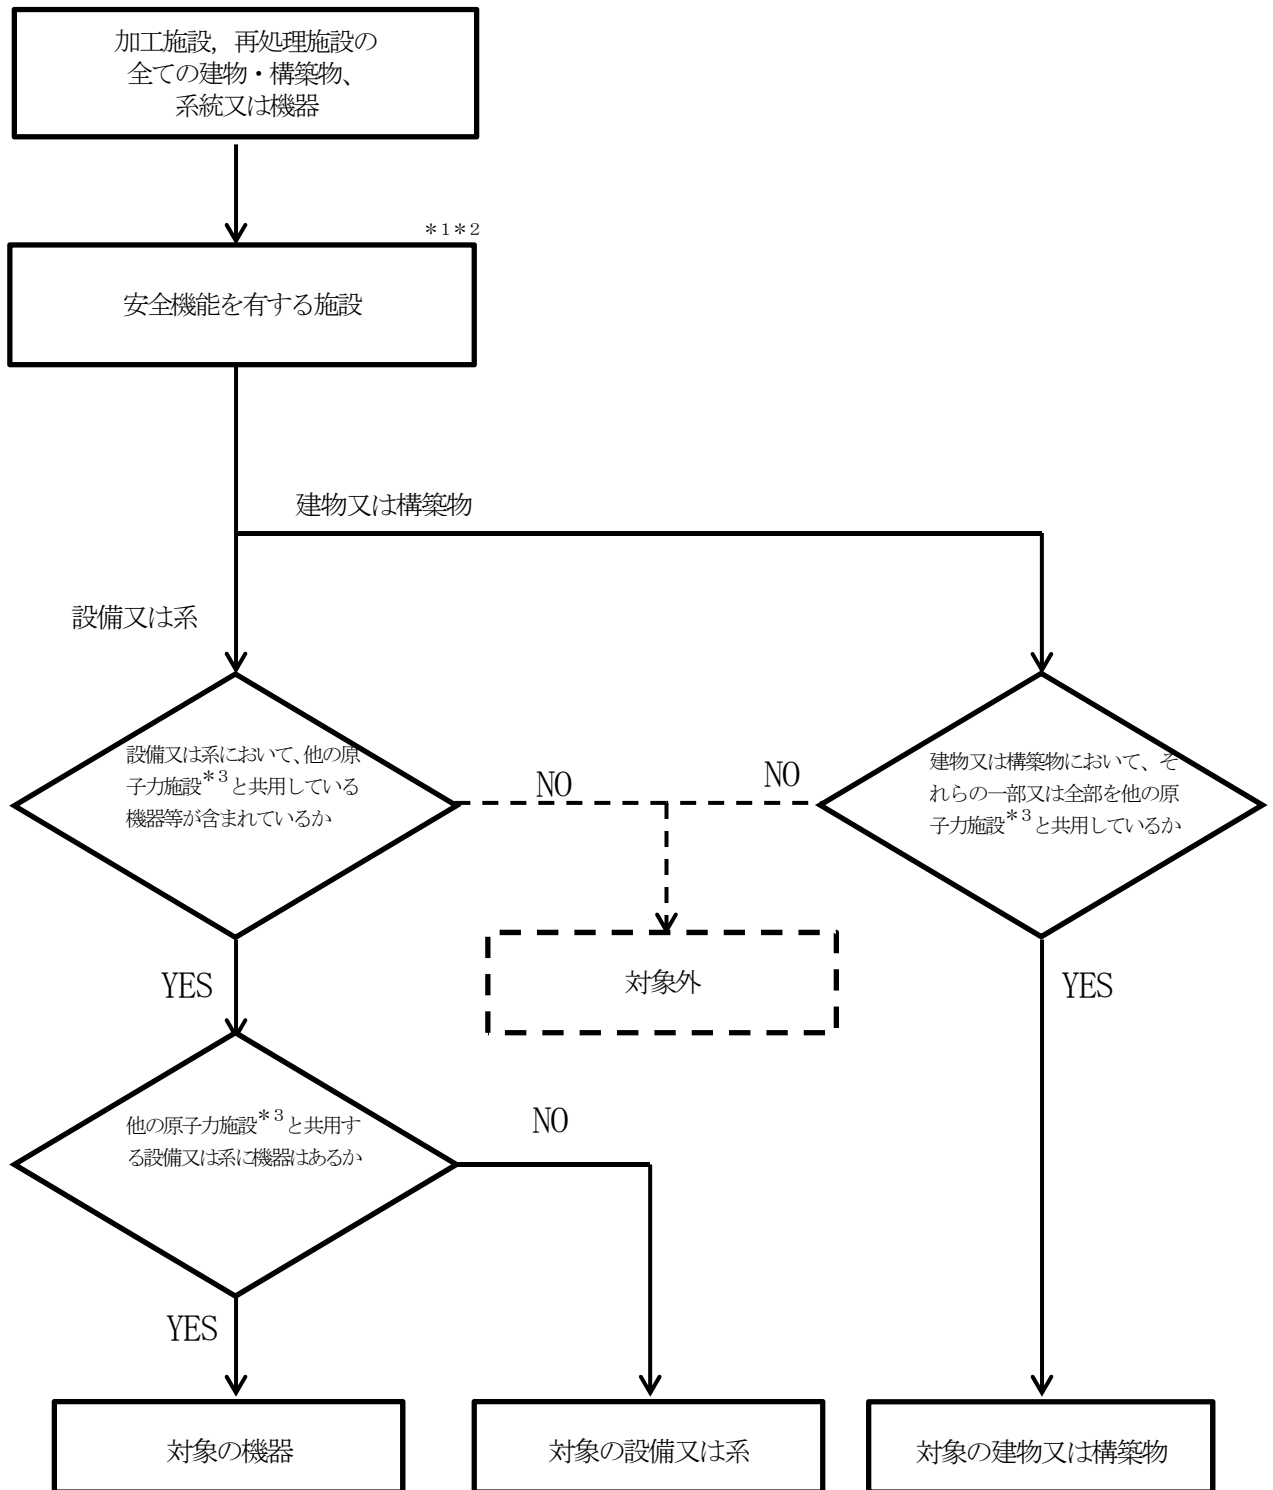 加工施設，再処理施設の
全ての建物・構築物、
系統又は機器
*1*2
安全機能を有する施設
建物又は構築物
設備又は系
設備又は系において、他の原
子力施設*3と共用している
機器等が含まれているか
NO
NO
建物又は構築物において、そ
れらの一部又は全部を他の原
子力施設*3と共用しているか
対象外
YES
YES
他の原子力施設*3と共用す
る設備又は系に機器はあるか
NO
YES
対象の機器
対象の設備又は系
対象の建物又は構築物